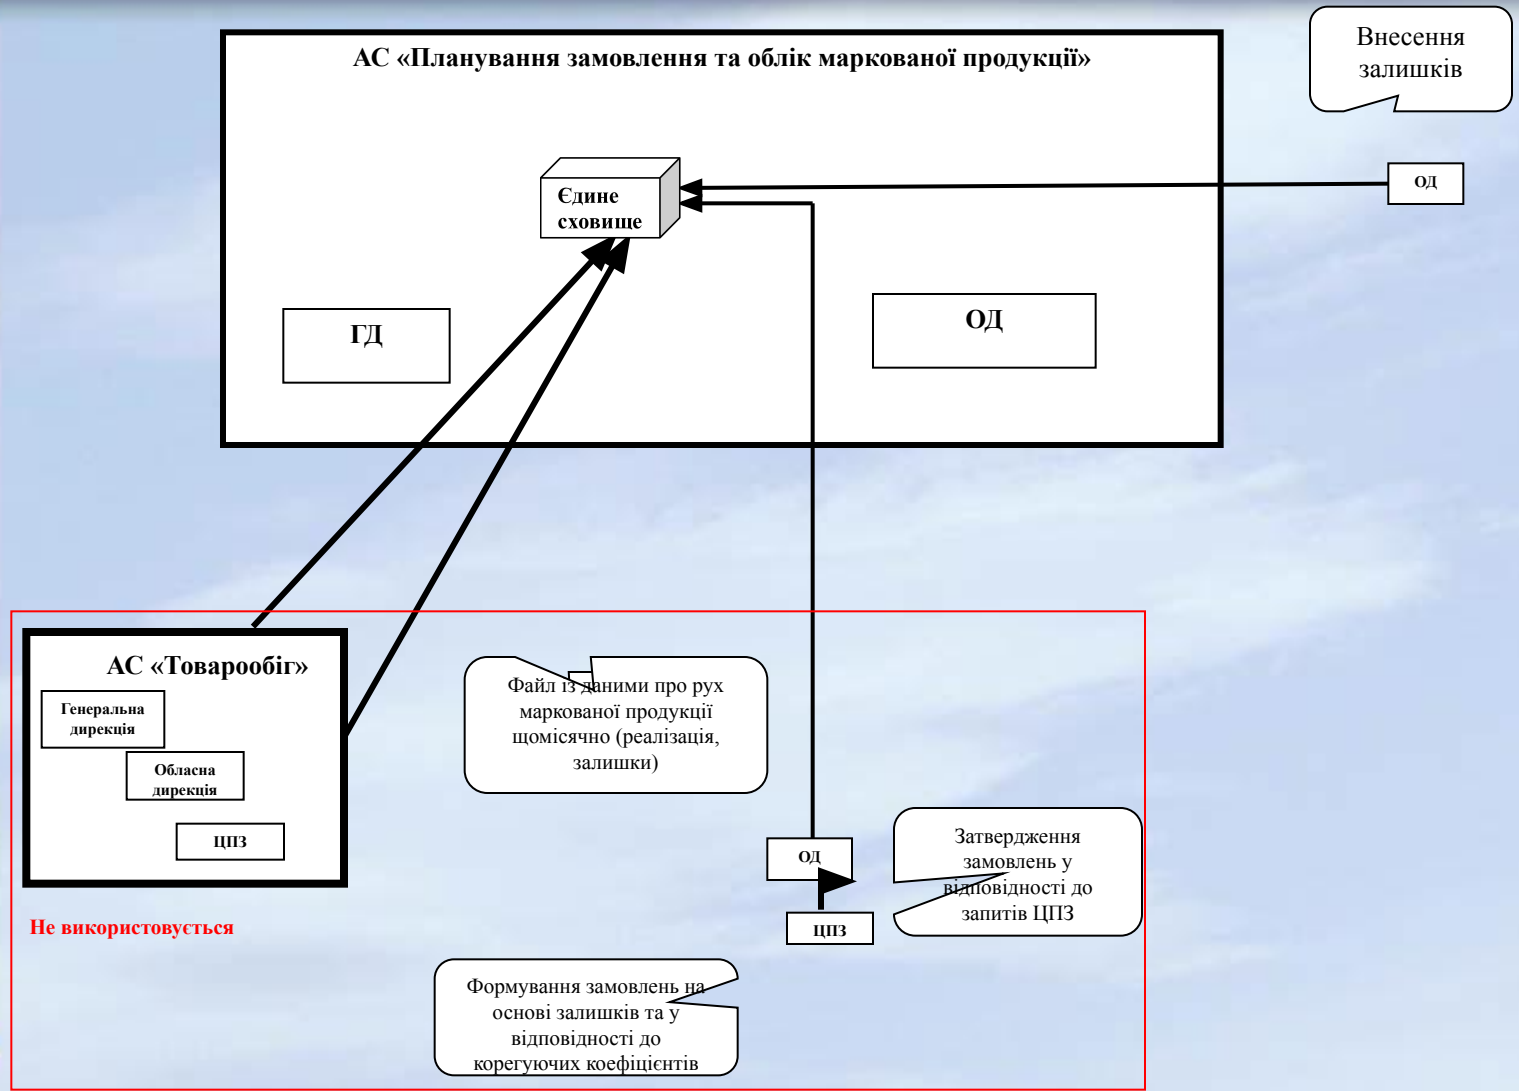 АС «Планування замовлення та облік маркованої продукції»
Внесення
залишків
ОД
Єдине
сховище
ГД
ОД
АС «Товарообіг»
Генеральна
дирекція
Обласна
дирекція
ЦПЗ
Файл із даними про рух
маркованої продукції
щомісячно (реалізація,
залишки)
ОД
ЦПЗ
Затвердження
замовлень у
відповідності до
запитів ЦПЗ
Не використовується
Формування замовлень на
основі залишків та у
відповідності до
корегуючих коефіцієнтів